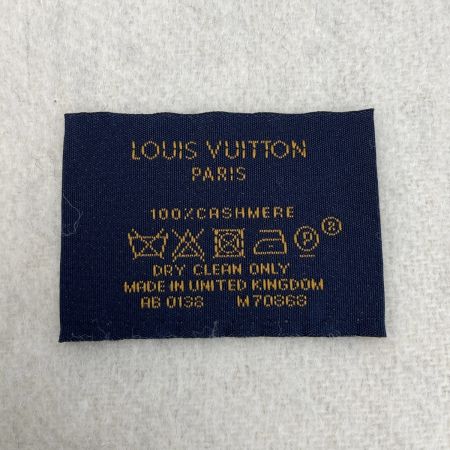 LOUIS VUITTON
PARIS
100%CASHMERE
P ®
DRY CLEAN ONLY
MADE IN UNITED KINGDOM
AB 0138 M70868